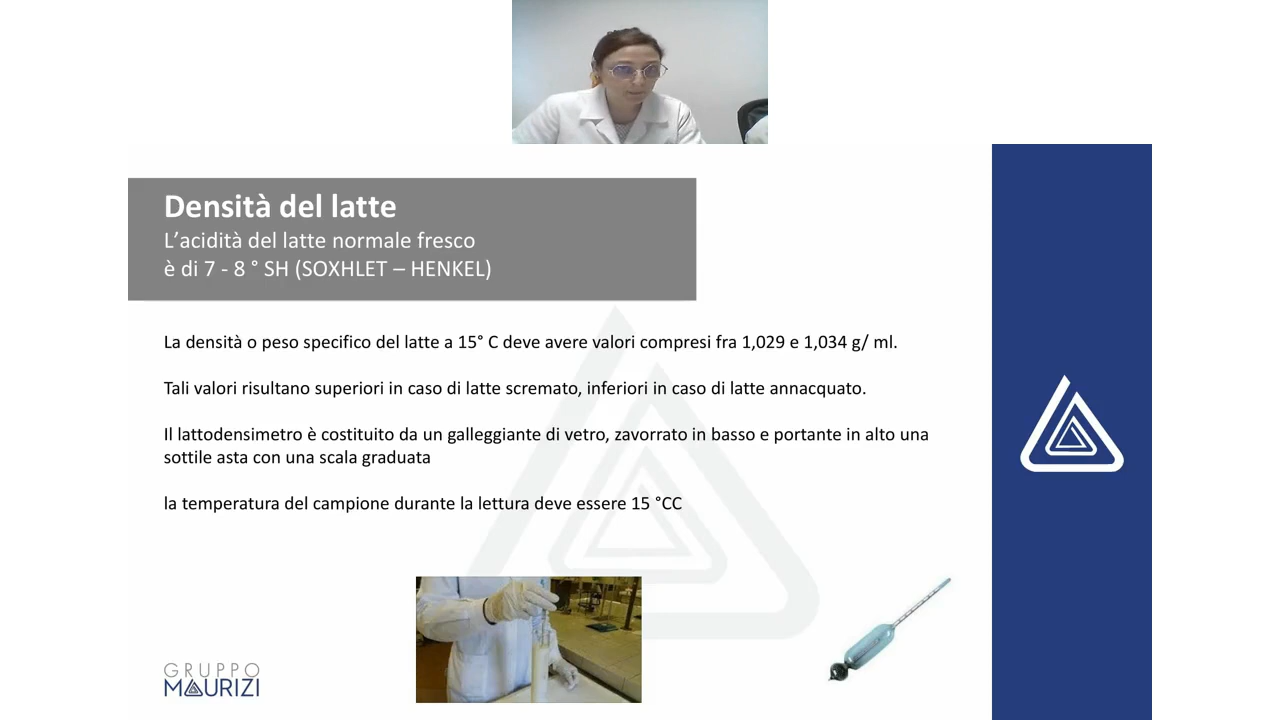 Densità del latte
L’acidità del latte normale fresco
è di 7 - 8 ° SH (SOXHLET – HENKEL)
La densità o peso specifico del latte a 15° C deve avere valori compresi fra 1,029 e 1,034 g/ ml.
Tali valori risultano superiori in caso di latte scremato, inferiori in caso di latte annacquato.
Il lattodensimetro è costituito da un galleggiante di vetro, zavorrato in basso e portante in alto una
sottile asta con una scala graduata
la temperatura del campione durante la lettura deve essere 15 °CC
GRUPPO
MAURIZI